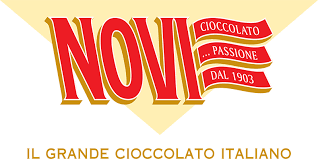 NOVI
CIOCCOLATO
... PASSIONE
DAL 1903
IL GRANDE CIOCCOLATO ITALIANO